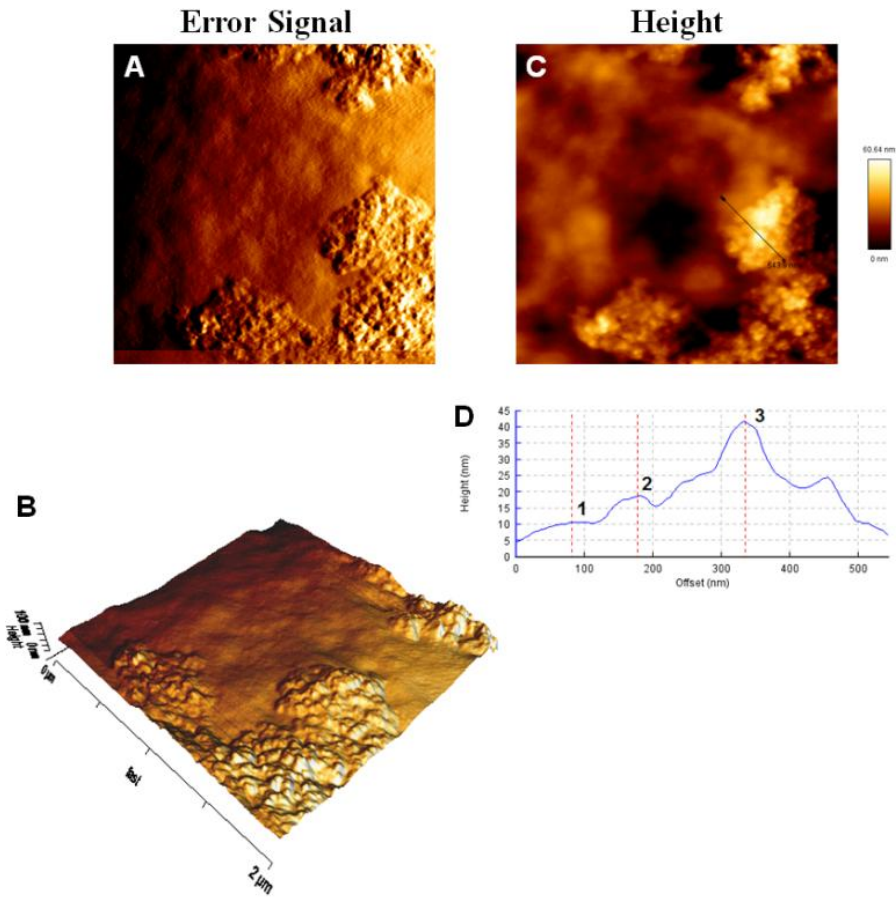 Error Signal
Height
A
C
60.64 nm
0 nm
D
45
40
35
30
25
20
15
10
5
0
Height (nm)
1
2
3
0
100
200
300
400
500
Offset (nm)
B
100 nm
0 nm
Height
0 µm
fast
2 µm